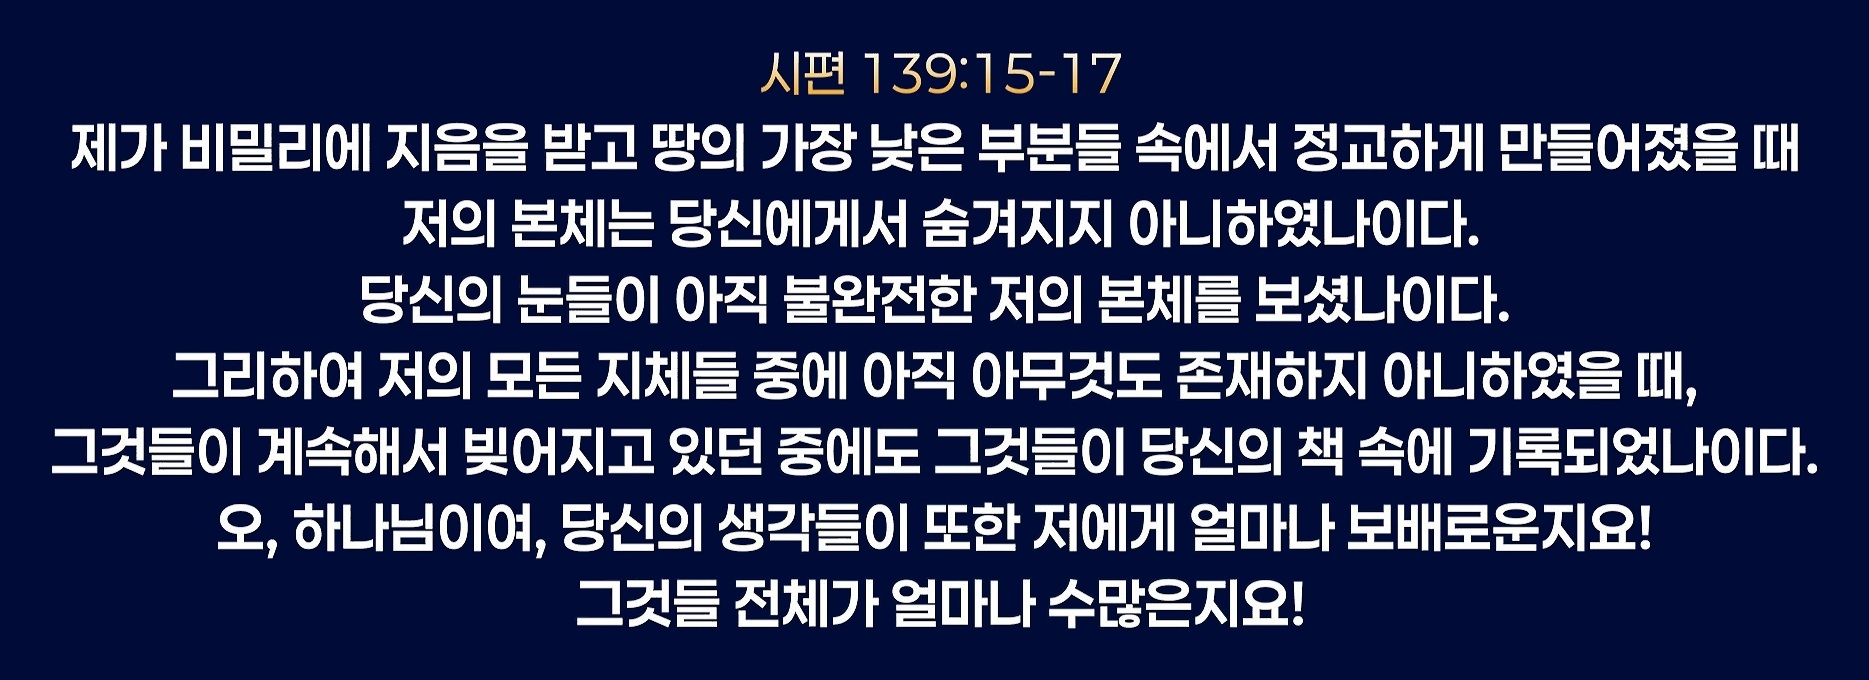 시편 139:15-17
제가 비밀리에 지음을 받고 땅의 가장 낮은 부분들 속에서 정교하게 만들어졌을 때
저의 본체는 당신에게서 숨겨지지 아니하였나이다.
당신의 눈들이 아직 불완전한 저의 본체를 보셨나이다.
그리하여 저의 모든 지체들 중에 아직 아무것도 존재하지 아니하였을 때,
그것들이 계속해서 빚어지고 있던 중에도 그것들이 당신의 책 속에 기록되었나이다.
오, 하나님이여, 당신의 생각들이 또한 저에게 얼마나 보배로운지요!
그것들 전체가 얼마나 수많은지요!